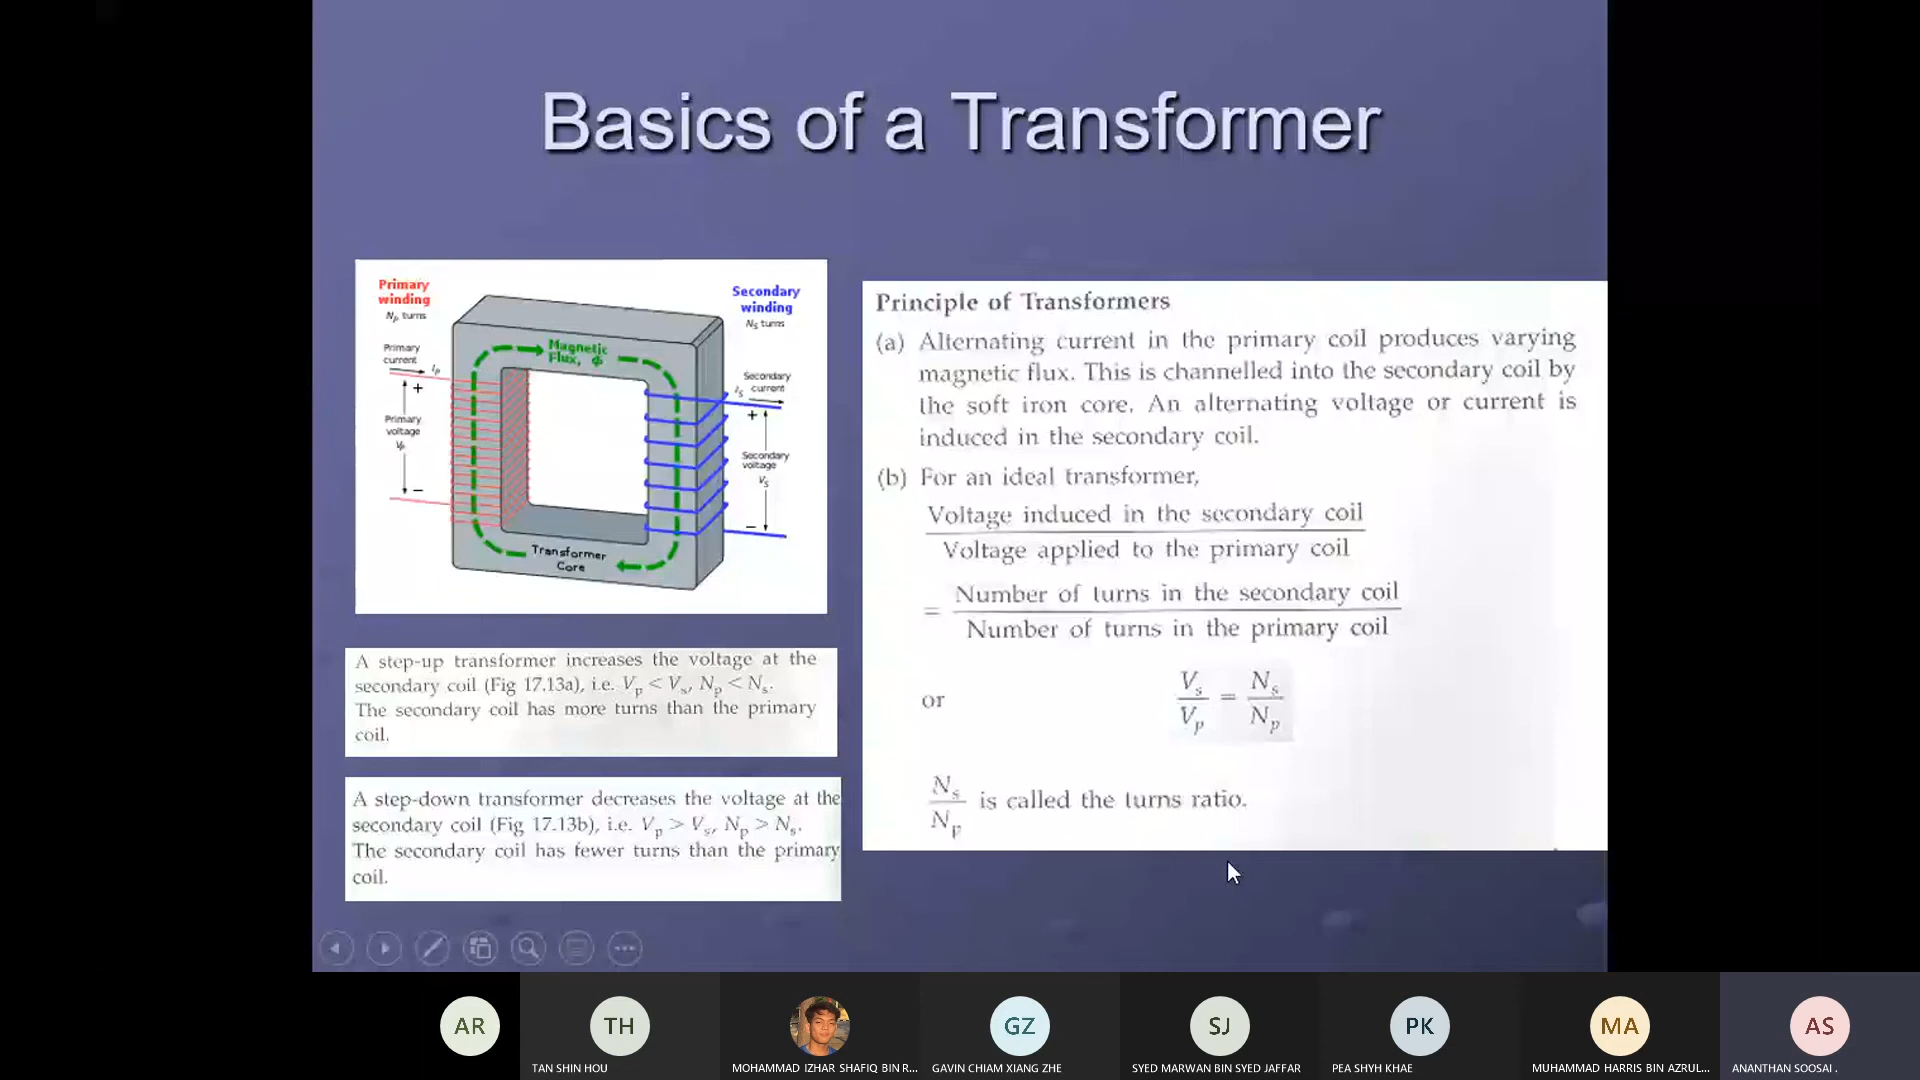 Basics of a Transformer
Primary
winding
Nₚ turns
Primary
current
Iₚ
+
Primary
voltage
Vₚ
−
Magnetic
Flux, Φ
Transformer
Core
Secondary
winding
Nₛ turns
Secondary
current
Iₛ
+
Secondary
voltage
Vₛ
−
A step-up transformer increases the voltage at the
secondary coil (Fig 17.13a), i.e. Vₚ < Vₛ, Nₚ < Nₛ.
The secondary coil has more turns than the primary
coil.
A step-down transformer decreases the voltage at the
secondary coil (Fig 17.13b), i.e. Vₚ > Vₛ, Nₚ > Nₛ.
The secondary coil has fewer turns than the primary
coil.
Principle of Transformers
(a) Alternating current in the primary coil produces varying
magnetic flux. This is channelled into the secondary coil by
the soft iron core. An alternating voltage or current is
induced in the secondary coil.
(b) For an ideal transformer,
Voltage induced in the secondary coil
Voltage applied to the primary coil
= Number of turns in the secondary coil
Number of turns in the primary coil
or Vₛ/Vₚ = Nₛ/Nₚ
Nₛ/Nₚ is called the turns ratio.
AR
TH
GZ
SJ
PK
MA
AS
TAN SHIN HOU
MOHAMMAD IZHAR SHAFIQ BIN R...
GAVIN CHIAM XIANG ZHE
SYED MARWAN BIN SYED JAFFAR
PEA SHYH KHAE
MUHAMMAD HARRIS BIN AZRUL...
ANANTHAN SOOSAI .